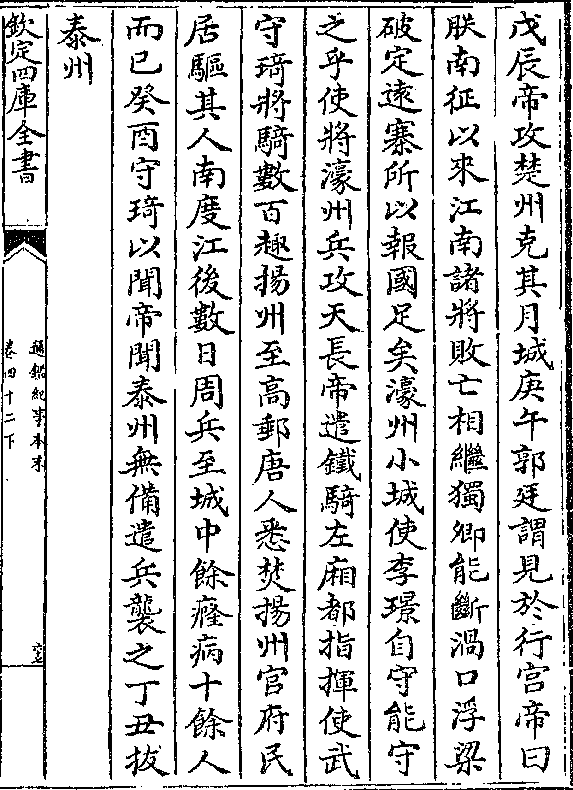 戊辰帝攻楚州克其月城庚午郭廷謂見於行宫帝曰
朕南征以來江南諸將敗亡相繼獨卿能斷渦口浮梁
破定逺寨所以報國足矣濠州小城使李璟自守能守
之乎使將濠州兵攻天長帝遣鐵騎左廂都指揮使武
守琦將騎數百趣揚州至高郵唐人悉焚揚州官府民
居驅其人南度江後數日周兵至城中餘癃病十餘人
而已癸酉守琦以聞帝聞泰州無備遣兵襲之丁丑拔
泰州
欽定四庫全書
通鑑紀事本末
卷四十二下